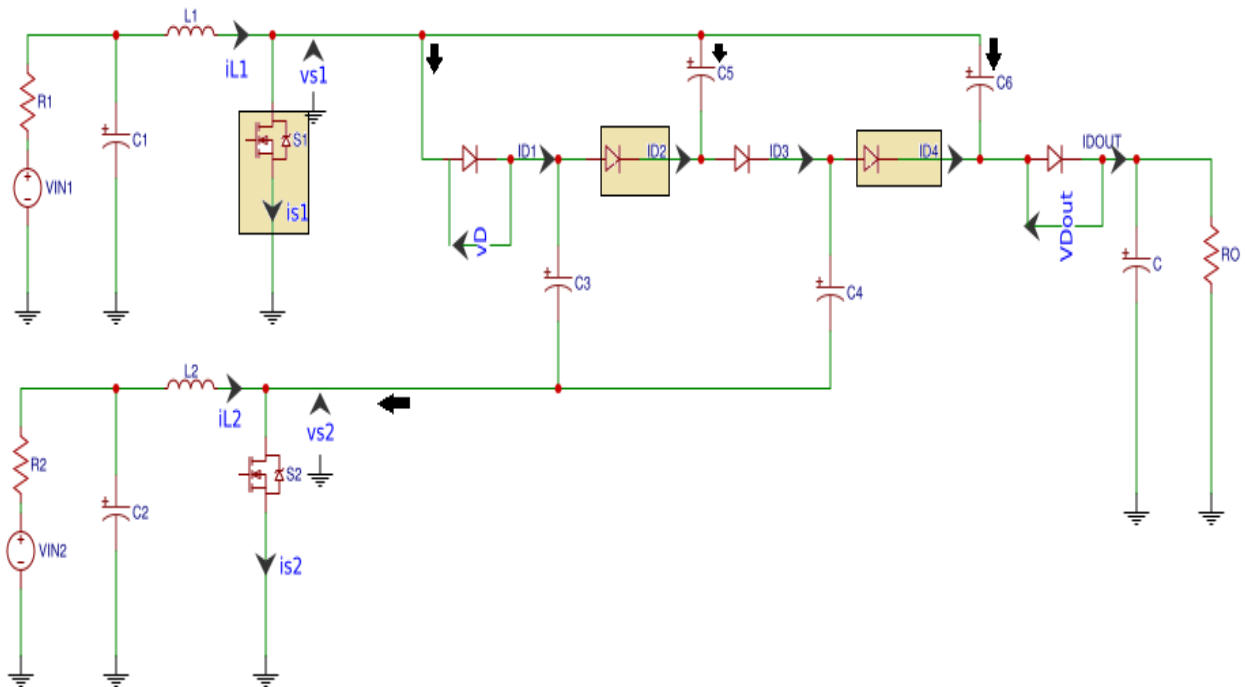 L1
iL1
vs1
R1
C1
S1
is1
VIN1
C5
C6
ID1
ID2
ID3
ID4
IDOUT
vD
VDout
C3
C4
C
RO
L2
iL2
vs2
R2
C2
S2
is2
VIN2